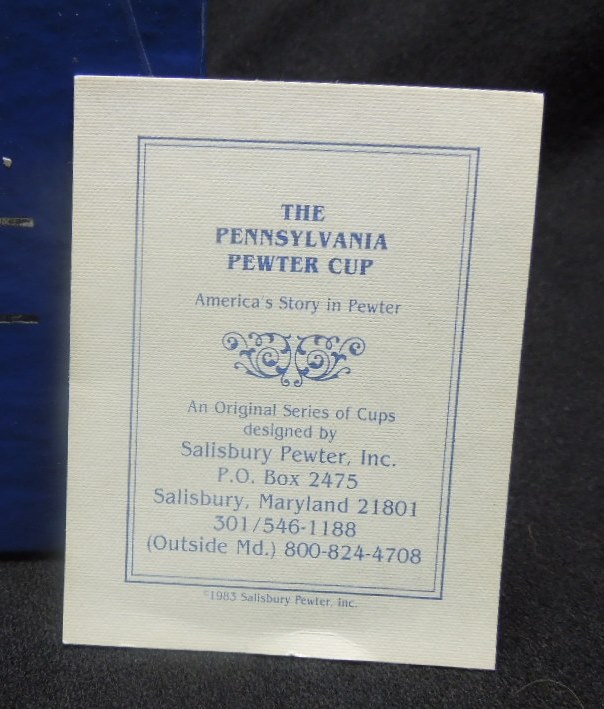 THE
PENNSYLVANIA
PEWTER CUP
America's Story in Pewter
An Original Series of Cups
designed by
Salisbury Pewter, Inc.
P.O. Box 2475
Salisbury, Maryland 21801
301/546-1188
(Outside Md.) 800-824-4708
©1983 Salisbury Pewter, Inc.